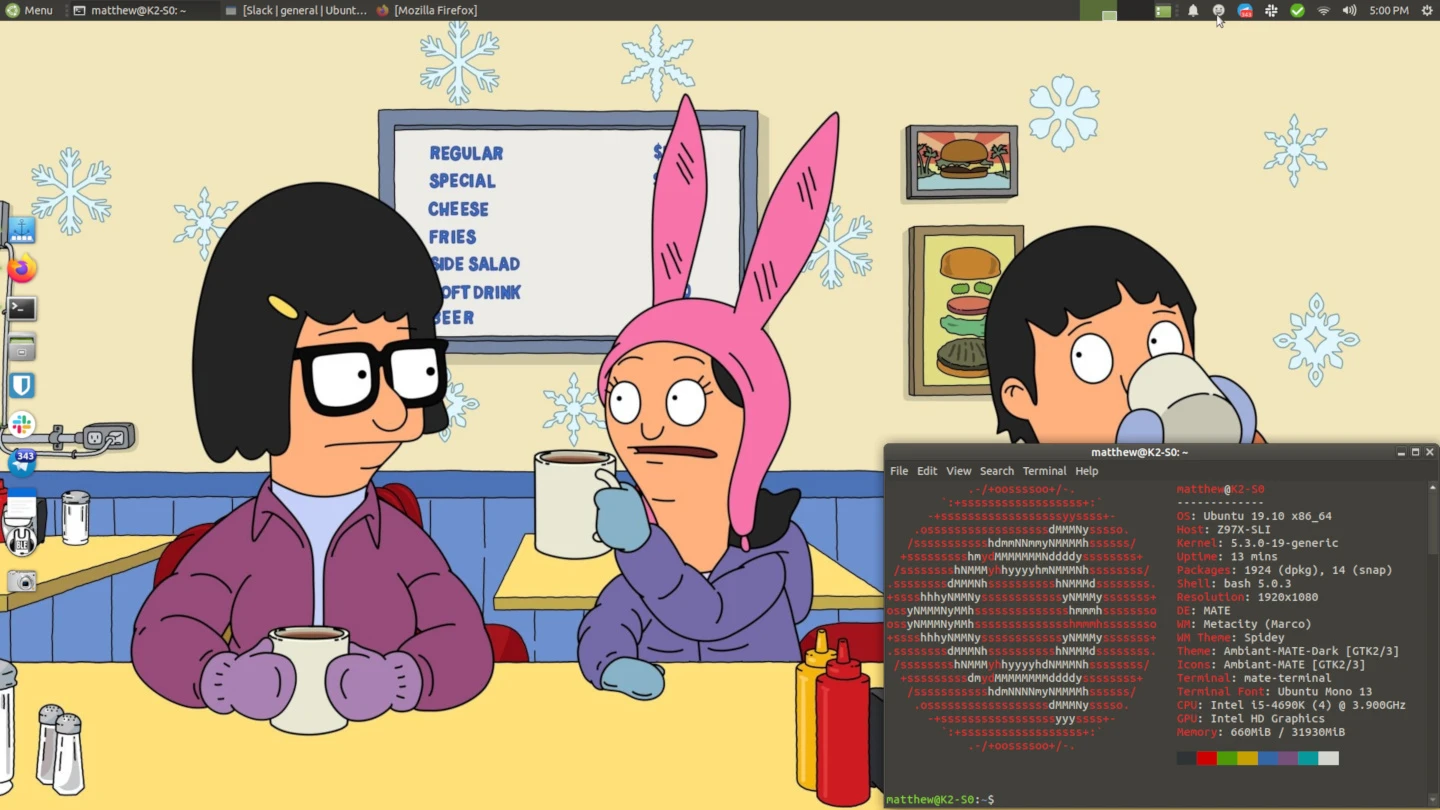 Menu matthew@K2-S0: ~ [Slack | general | Ubunt... [Mozilla Firefox] 5:00 PM
REGULAR $
SPECIAL
CHEESE
FRIES
SIDE SALAD
OFT DRINK
BEER
343
BLE
matthew@K2-S0: ~
File Edit View Search Terminal Help
.-/+oossssoo+/-.
matthew@K2-S0
-------------
OS: Ubuntu 19.10 x86_64
Host: Z97X-SLI
Kernel: 5.3.0-19-generic
Uptime: 13 mins
Packages: 1924 (dpkg), 14 (snap)
Shell: bash 5.0.3
Resolution: 1920x1080
DE: MATE
WM: Metacity (Marco)
WM Theme: Spidey
Theme: Ambiant-MATE-Dark [GTK2/3]
Icons: Ambiant-MATE [GTK2/3]
Terminal: mate-terminal
Terminal Font: Ubuntu Mono 13
CPU: Intel i5-4690K (4) @ 3.900GHz
GPU: Intel HD Graphics
Memory: 660MiB / 31930MiB
matthew@K2-S0:~$